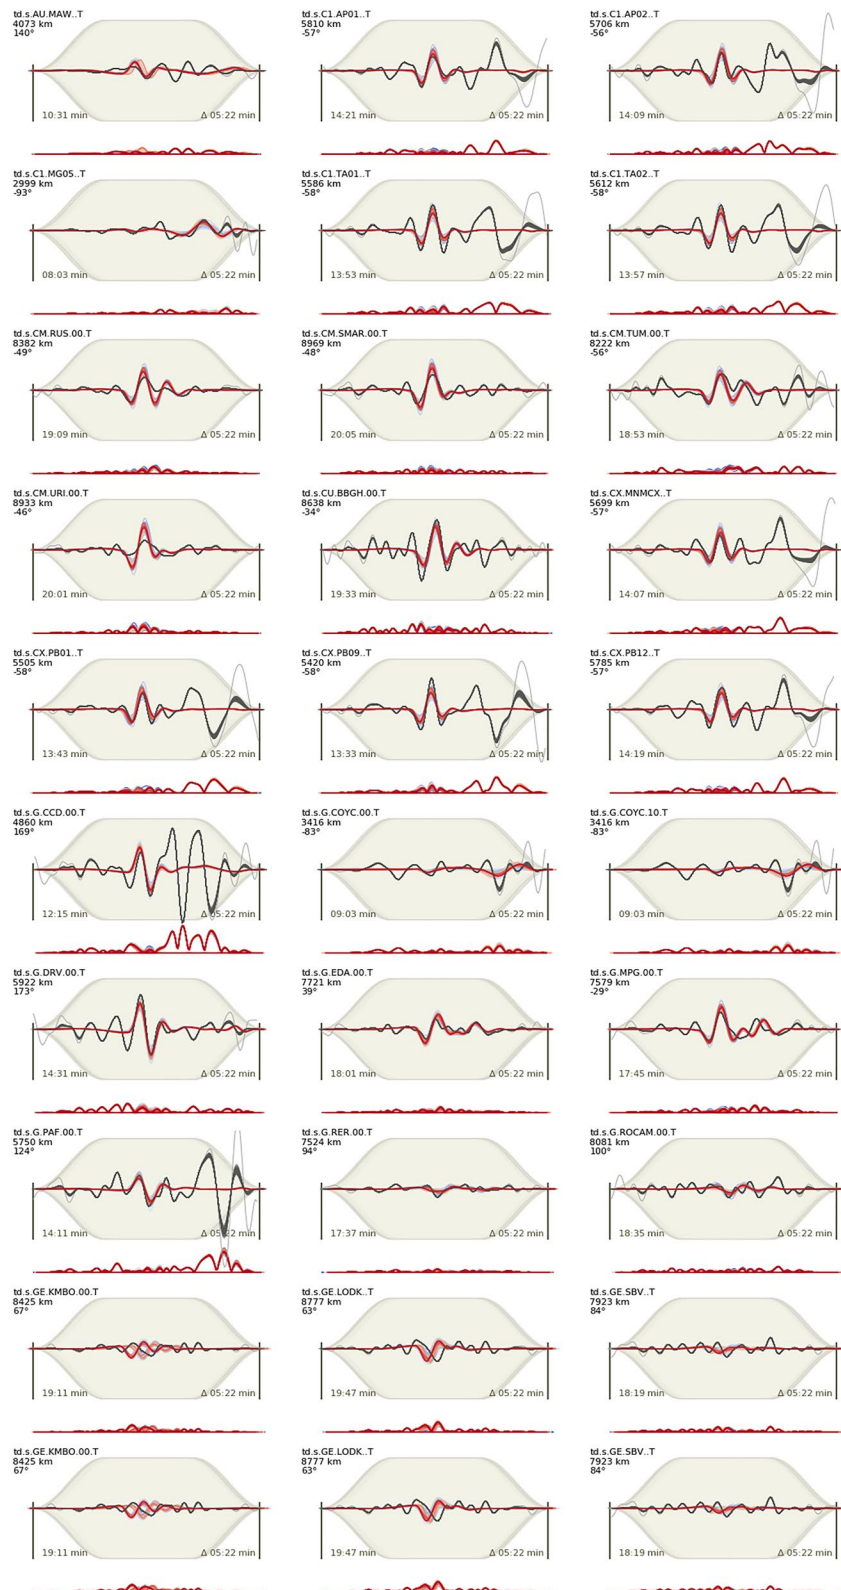 td.s.AU.MAW..T
4073 km
140°
10:31 min
Δ 05:22 min
td.s.C1.AP01..T
5810 km
-57°
14:21 min
Δ 05:22 min
td.s.C1.AP02..T
5706 km
-56°
14:09 min
Δ 05:22 min
td.s.C1.MG05..T
2999 km
-93°
08:03 min
Δ 05:22 min
td.s.C1.TA01..T
5586 km
-58°
13:53 min
Δ 05:22 min
td.s.C1.TA02..T
5612 km
-58°
13:57 min
Δ 05:22 min
td.s.CM.RUS.00.T
8382 km
-49°
19:09 min
Δ 05:22 min
td.s.CM.SMAR.00.T
8969 km
-48°
20:05 min
Δ 05:22 min
td.s.CM.TUM.00.T
8222 km
-56°
18:53 min
Δ 05:22 min
td.s.CM.URI.00.T
8933 km
-46°
20:01 min
Δ 05:22 min
td.s.CU.BBGH.00.T
8638 km
-34°
19:33 min
Δ 05:22 min
td.s.CX.MNMCX..T
5699 km
-57°
14:07 min
Δ 05:22 min
td.s.CX.PB01..T
5505 km
-58°
13:43 min
Δ 05:22 min
td.s.CX.PB09..T
5420 km
-58°
13:33 min
Δ 05:22 min
td.s.CX.PB12..T
5785 km
-57°
14:19 min
Δ 05:22 min
td.s.G.CCD.00.T
4860 km
169°
12:15 min
Δ 05:22 min
td.s.G.COYC.00.T
3416 km
-83°
09:03 min
Δ 05:22 min
td.s.G.COYC.10.T
3416 km
-83°
09:03 min
Δ 05:22 min
td.s.G.DRV.00.T
5922 km
173°
14:31 min
Δ 05:22 min
td.s.G.EDA.00.T
7721 km
39°
18:01 min
Δ 05:22 min
td.s.G.MPG.00.T
7579 km
-29°
17:45 min
Δ 05:22 min
td.s.G.PAF.00.T
5750 km
124°
14:11 min
Δ 05:22 min
td.s.G.RER.00.T
7524 km
94°
17:37 min
Δ 05:22 min
td.s.G.ROCAM.00.T
8081 km
100°
18:35 min
Δ 05:22 min
td.s.GE.KMBO.00.T
8425 km
67°
19:11 min
Δ 05:22 min
td.s.GE.LODK..T
8777 km
63°
19:47 min
Δ 05:22 min
td.s.GE.SBV..T
7923 km
84°
18:19 min
Δ 05:22 min
td.s.GE.KMBO.00.T
8425 km
67°
19:11 min
Δ 05:22 min
td.s.GE.LODK..T
8777 km
63°
19:47 min
Δ 05:22 min
td.s.GE.SBV..T
7923 km
84°
18:19 min
Δ 05:22 min